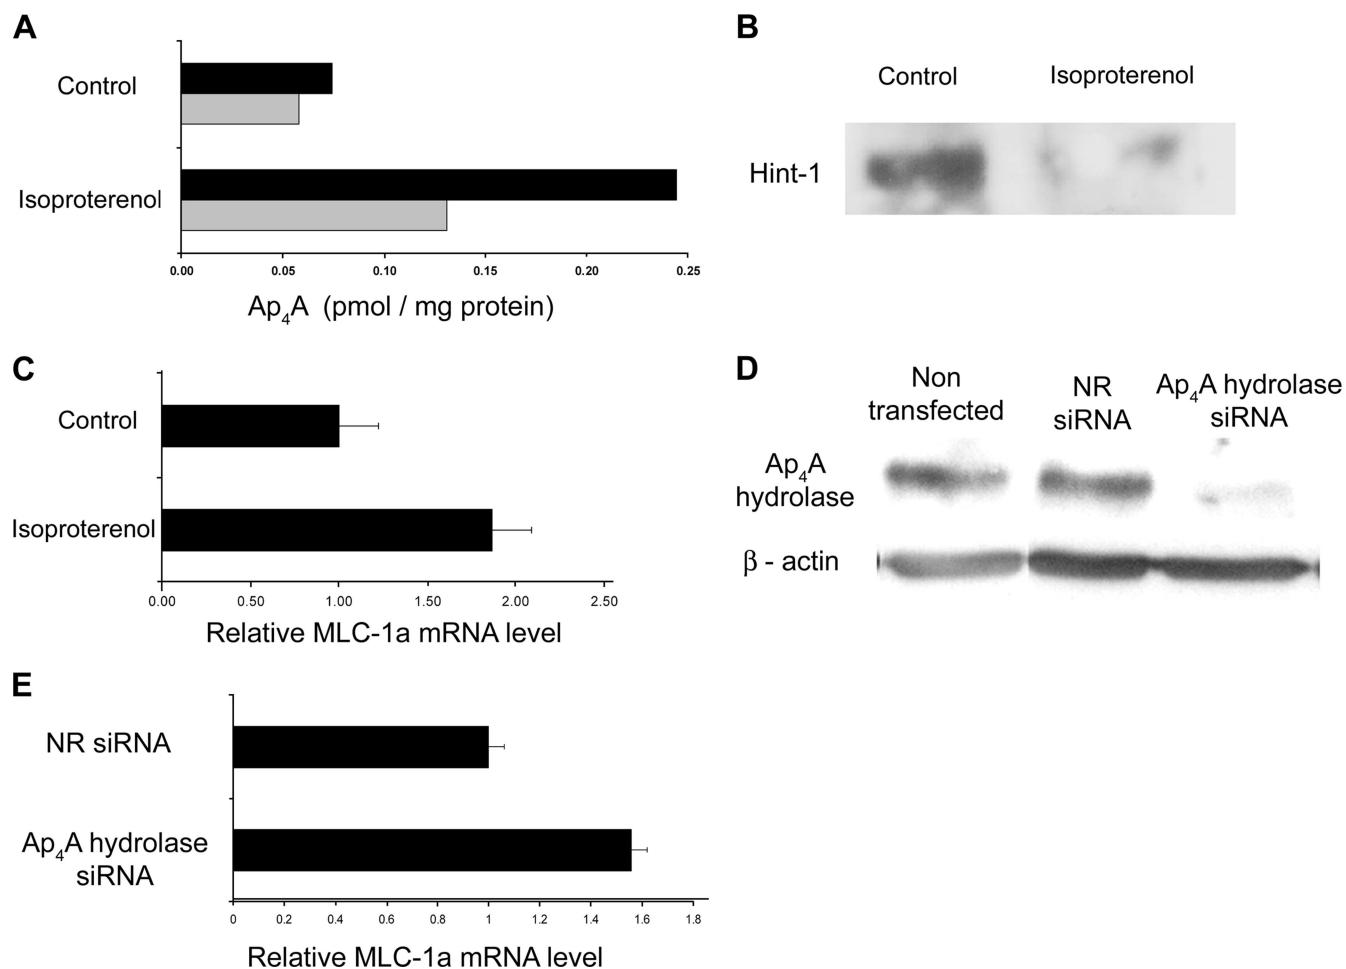 A
Control
Isoproterenol
0.00 0.05 0.10 0.15 0.20 0.25
Ap4A (pmol / mg protein)
B
Control Isoproterenol
Hint-1
C
Control
Isoproterenol
0.00 0.50 1.00 1.50 2.00 2.50
Relative MLC-1a mRNA level
D
Non
transfected
NR
siRNA
Ap4A hydrolase
siRNA
Ap4A
hydrolase
β - actin
E
NR siRNA
Ap4A hydrolase
siRNA
0 0.2 0.4 0.6 0.8 1 1.2 1.4 1.6 1.8
Relative MLC-1a mRNA level